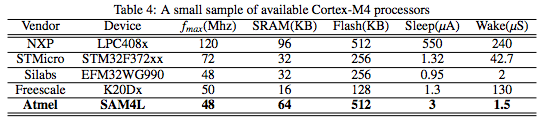 Table 4: A small sample of available Cortex-M4 processors
Vendor Device fmax(Mhz) SRAM(KB) Flash(KB) Sleep(μA) Wake(μS)
NXP LPC408x 120 96 512 550 240
STMicro STM32F372xx 72 32 256 1.32 42.7
Silabs EFM32WG990 48 32 256 0.95 2
Freescale K20Dx 50 16 128 1.3 130
Atmel SAM4L 48 64 512 3 1.5